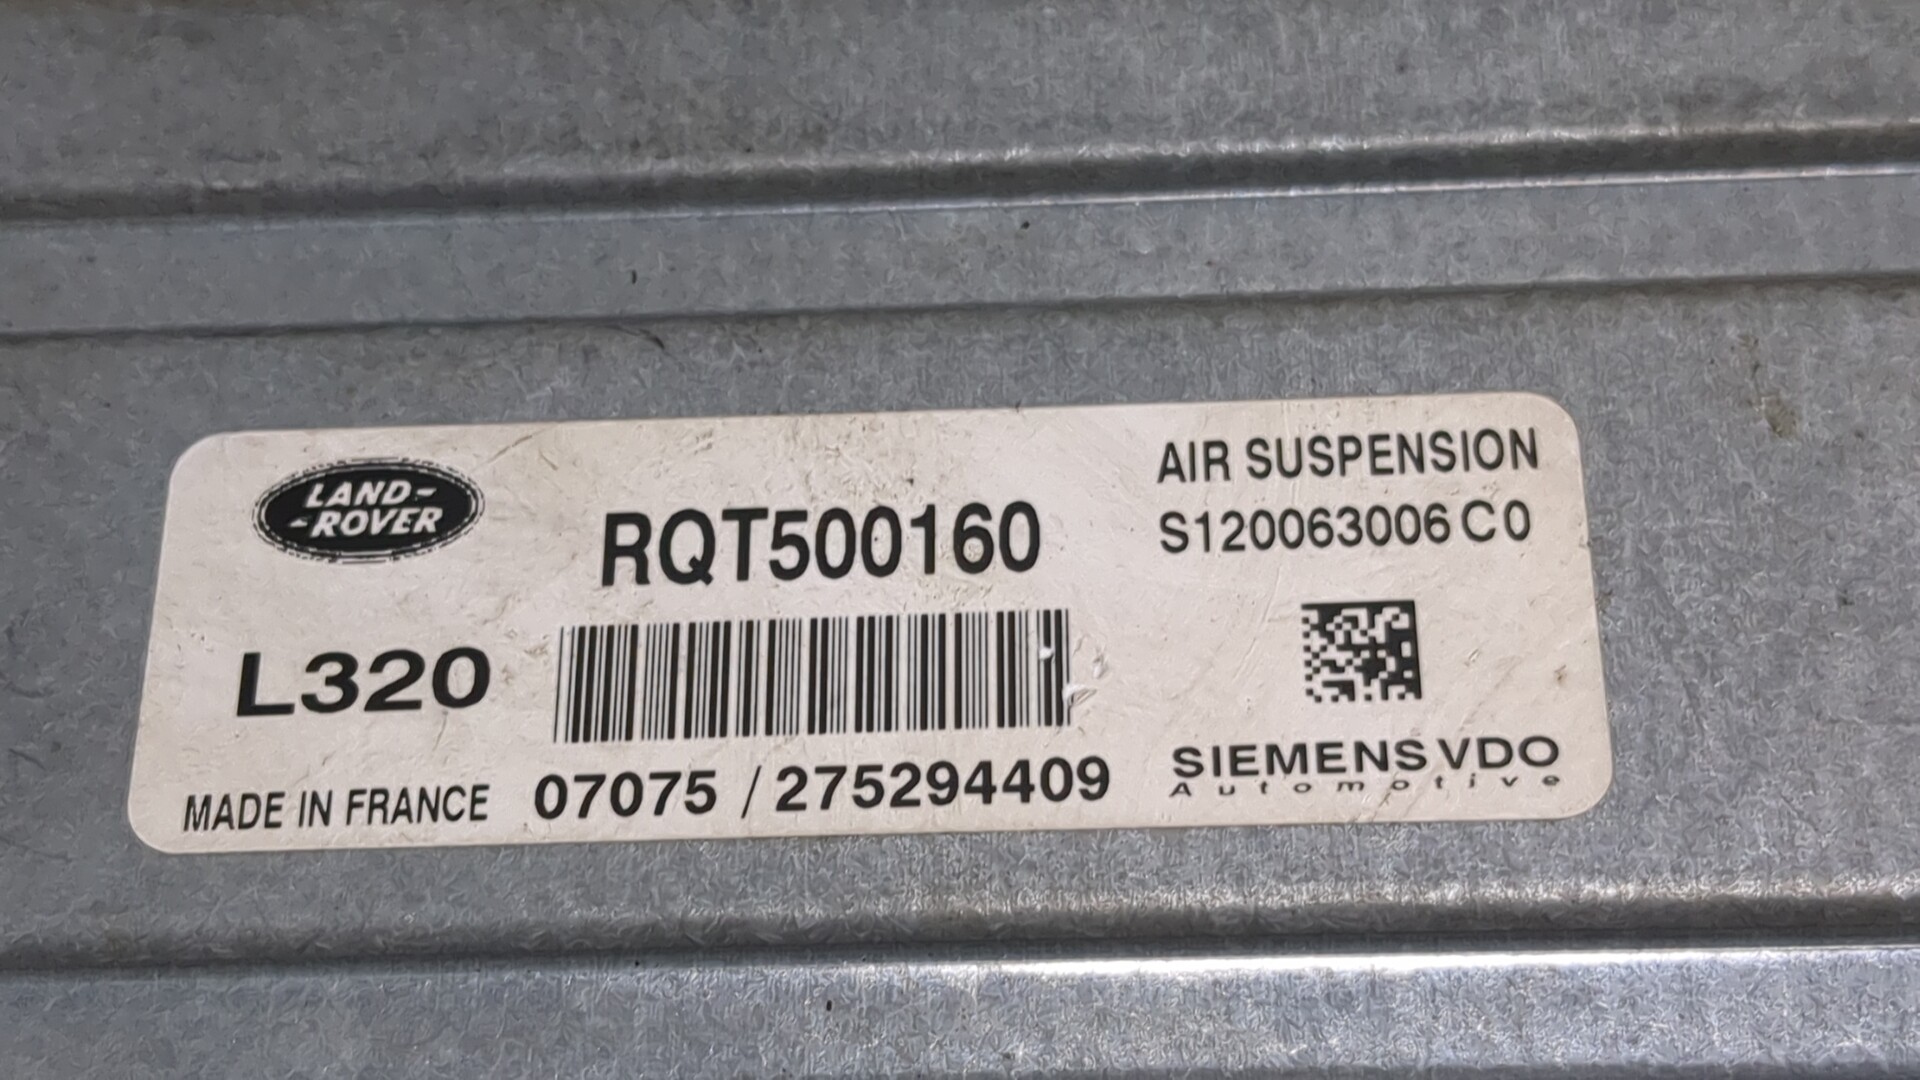 LAND-
-ROVER
RQT500160
AIR SUSPENSION
S120063006 C0
L320
MADE IN FRANCE
07075 / 275294409
SIEMENS VDO
Automotive